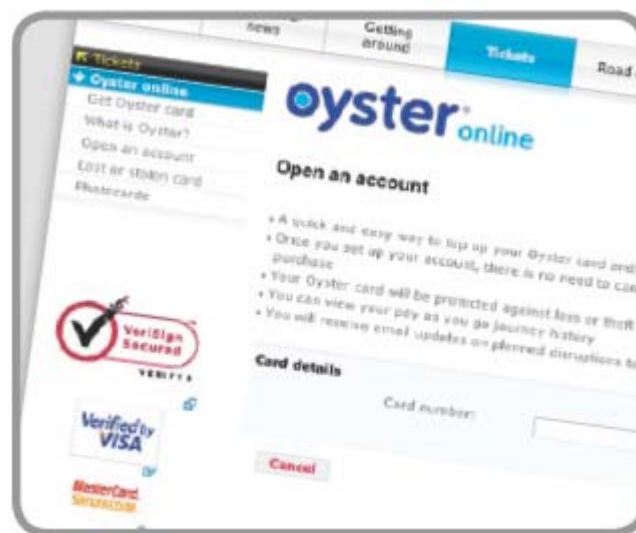 news
Getting
around
Tickets
Road
Tickets
Oyster online
Get Oyster card
What is Oyster?
Open an account
Lost or stolen card
Photocards
oyster online
Open an account
• A quick and easy way to top up your Oyster card
• Once you set up your account, there is no need to
purchase
• Your Oyster card will be protected against loss or theft
• You can view your pay as you go journey history
• You will receive email updates on planned disruptions
Card details
Card number:
Cancel
VeriSign
Secured
VERIFY
Verified by
VISA
MasterCard.
SecureCode